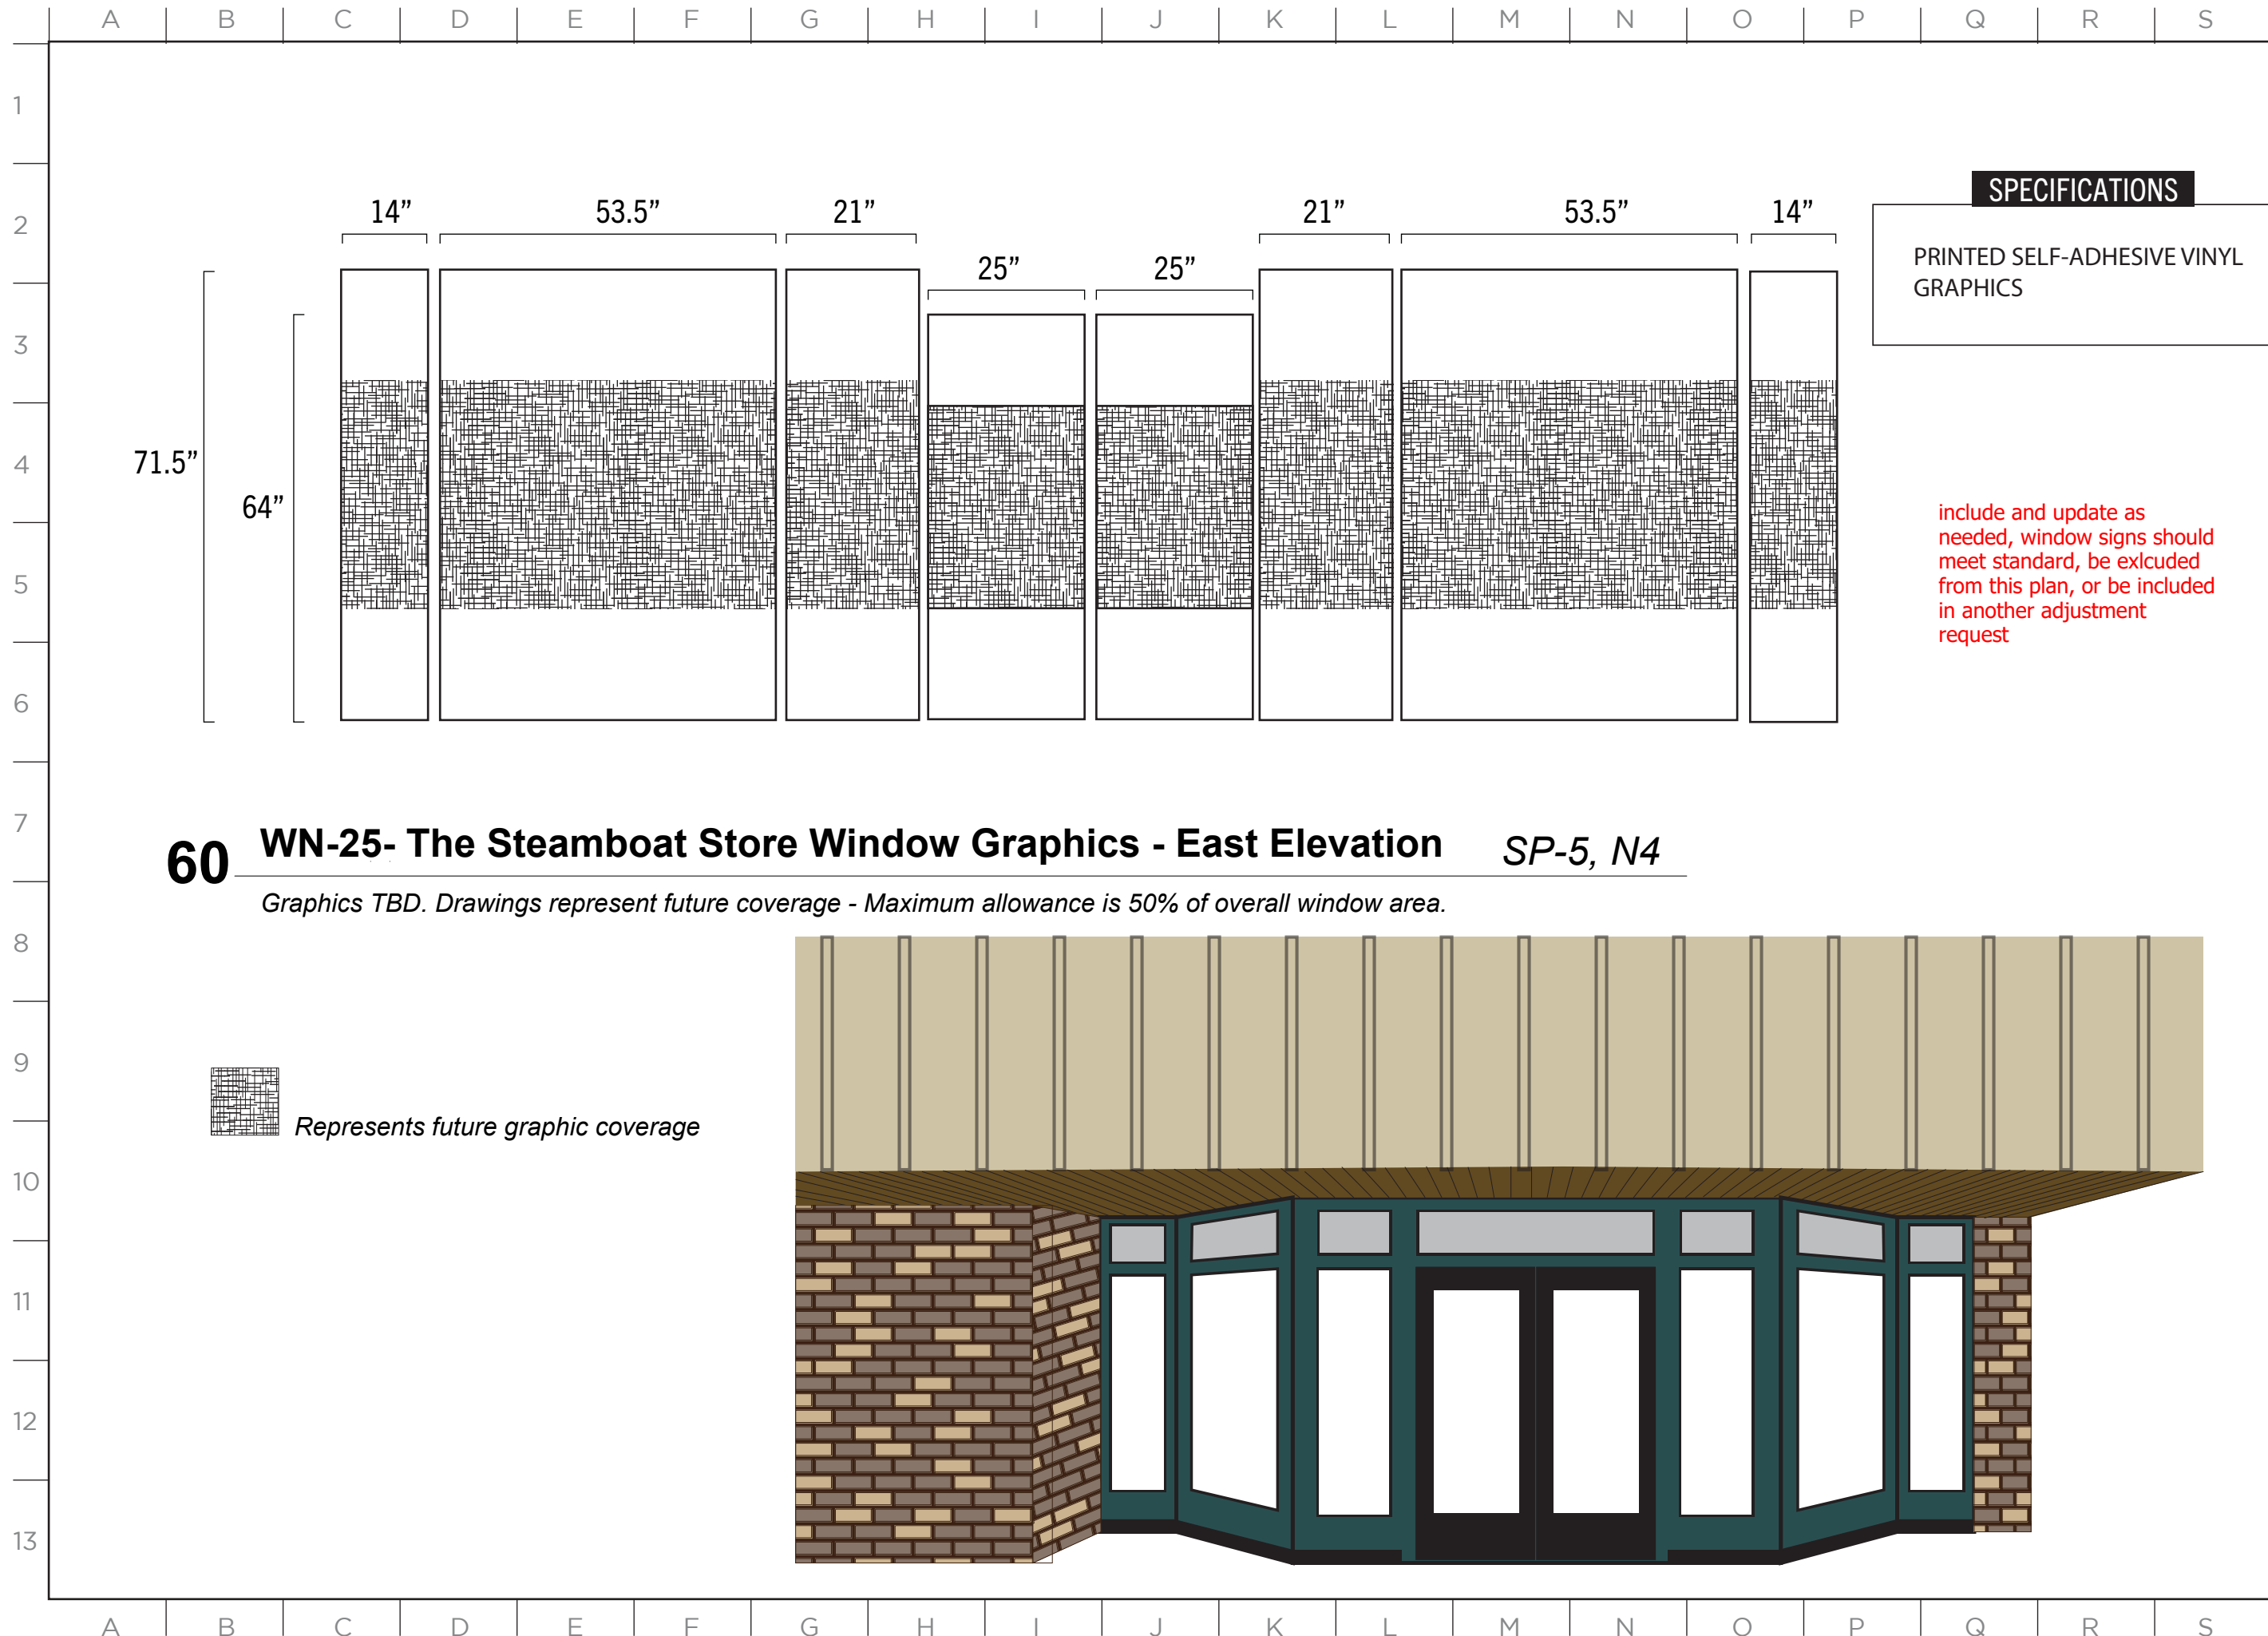 A B C D E F G H I J K L M N O P Q R S
1
2
3
4
5
6
7
8
9
10
11
12
13
14” 53.5” 21” 21” 53.5” 14”
25” 25”
71.5”
64”
SPECIFICATIONS
PRINTED SELF-ADHESIVE VINYL
GRAPHICS
include and update as
needed, window signs should
meet standard, be exlcuded
from this plan, or be included
in another adjustment
request
60 WN-25- The Steamboat Store Window Graphics - East Elevation SP-5, N4
Graphics TBD. Drawings represent future coverage - Maximum allowance is 50% of overall window area.
Represents future graphic coverage
A B C D E F G H I J K L M N O P Q R S